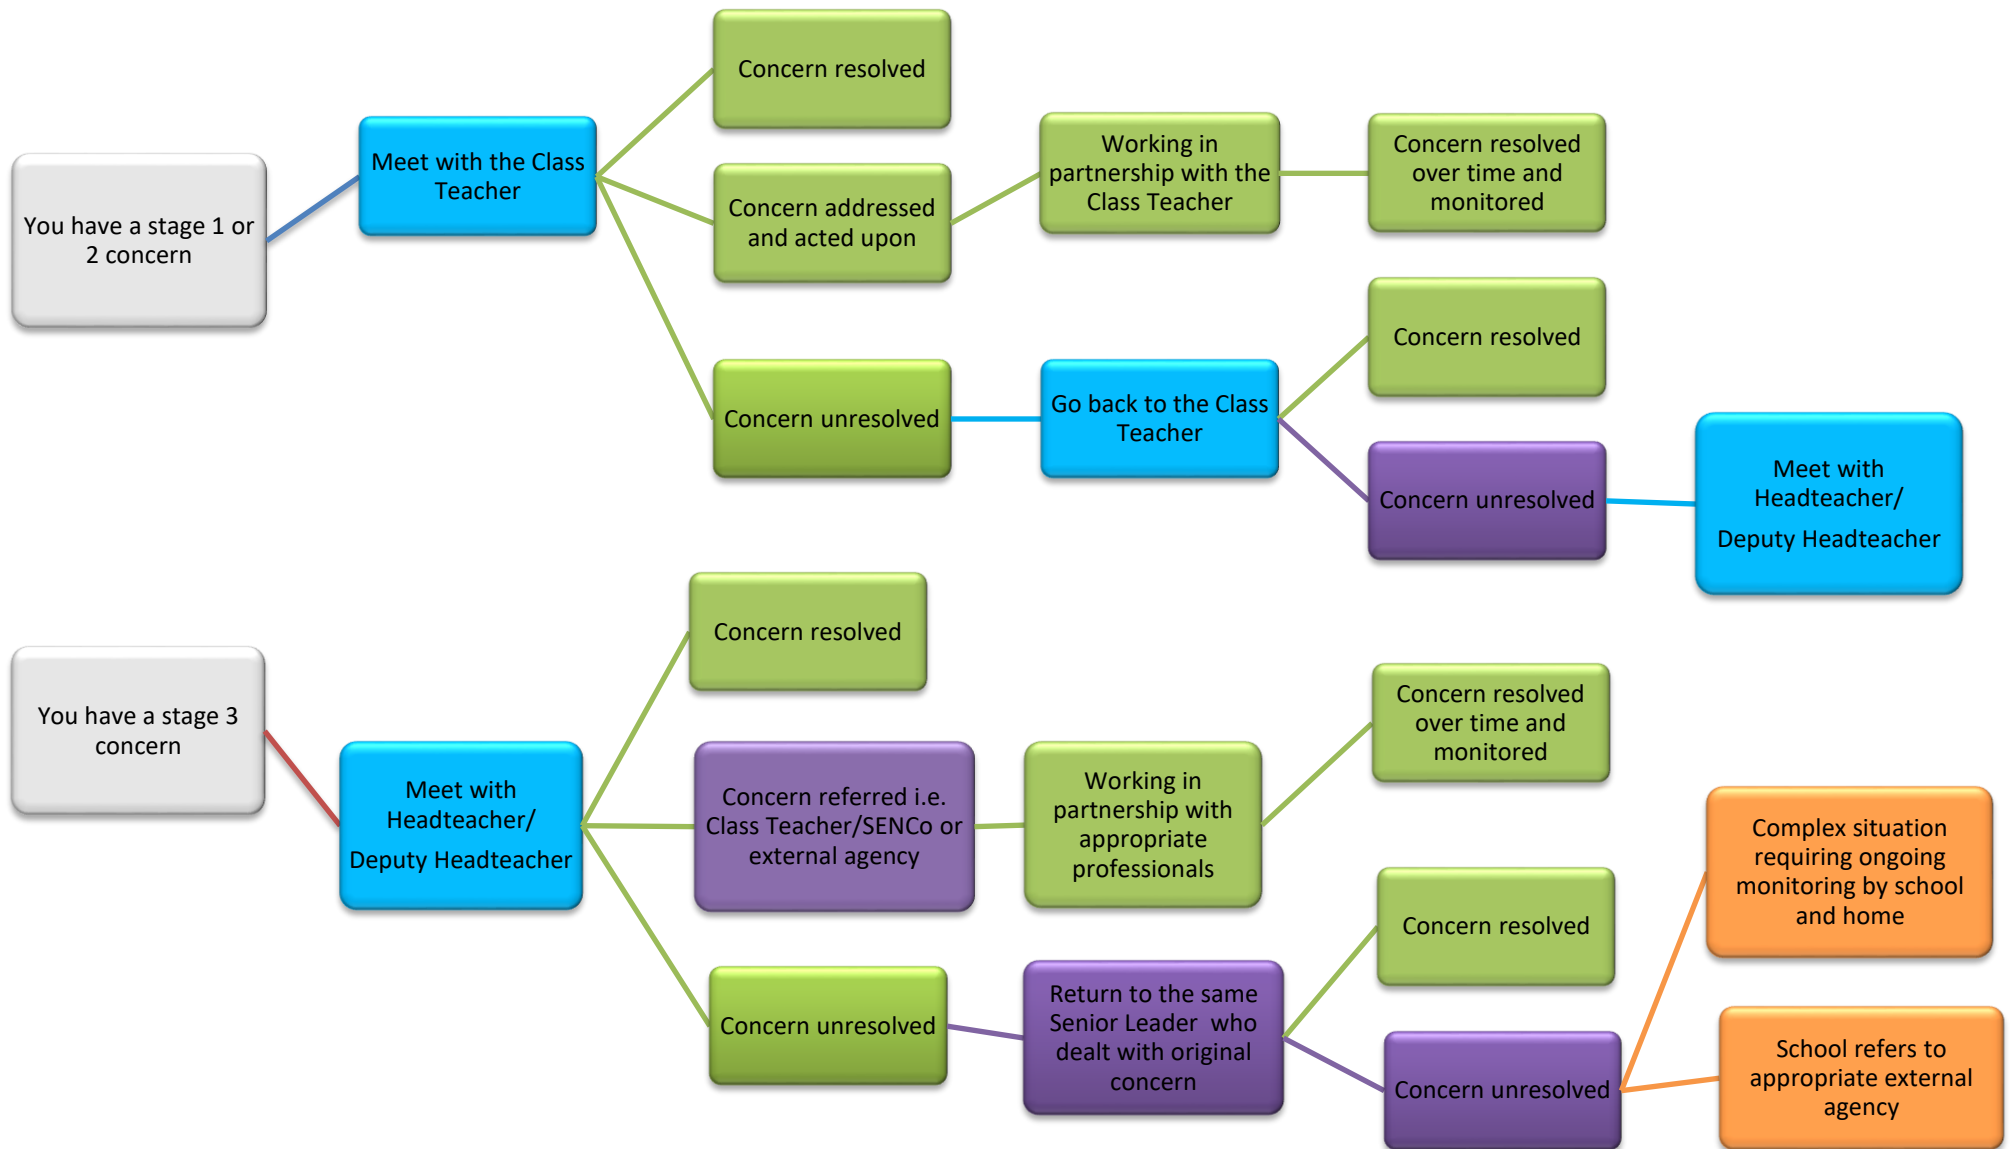 You have a stage 1 or
2 concern
Meet with the Class
Teacher
Concern resolved
Concern addressed
and acted upon
Working in
partnership with the
Class Teacher
Concern resolved
over time and
monitored
Concern unresolved
Go back to the Class
Teacher
Concern resolved
Concern unresolved
Meet with
Headteacher/
Deputy Headteacher
You have a stage 3
concern
Meet with
Headteacher/
Deputy Headteacher
Concern resolved
Concern referred i.e.
Class Teacher/SENCo or
external agency
Working in
partnership with
appropriate
professionals
Concern resolved
over time and
monitored
Concern unresolved
Return to the same
Senior Leader who
dealt with original
concern
Concern resolved
Concern unresolved
Complex situation
requiring ongoing
monitoring by school
and home
School refers to
appropriate external
agency